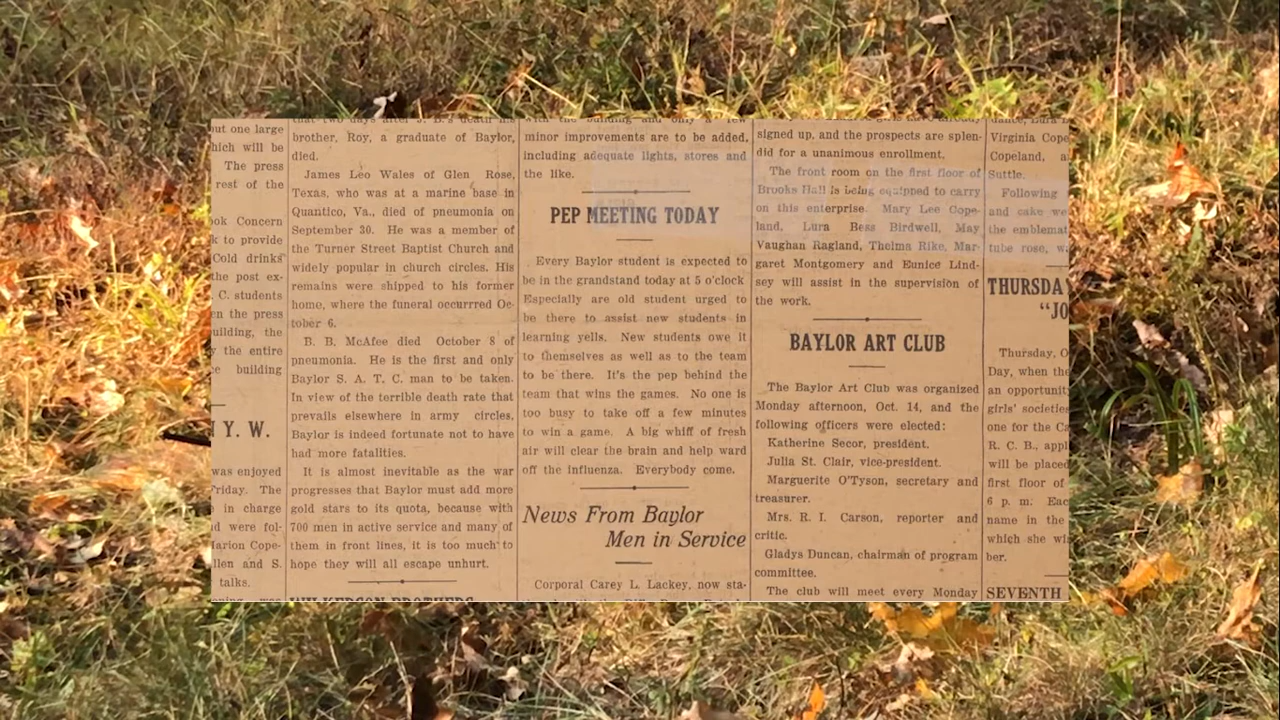 out one large
hich will be
The press
rest of the
ok Concern
k to provide
Cold drinks
the post ex-
C. students
en the press
uilding, the
y the entire
ce building
Y. W.
was enjoyed
Friday. The
in charge
d were fol-
Marion Cope-
llen and S.
talks.
that two days after J. B.'s death his
brother, Roy, a graduate of Baylor,
died.
James Leo Wales of Glen Rose,
Texas, who was at a marine base in
Quantico, Va., died of pneumonia on
September 30. He was a member of
the Turner Street Baptist Church and
widely popular in church circles. His
remains were shipped to his former
home, where the funeral occurrred Oc-
tober 6.
B. B. McAfee died October 8 of
pneumonia. He is the first and only
Baylor S. A. T. C. man to be taken.
In view of the terrible death rate that
prevails elsewhere in army circles,
Baylor is indeed fortunate not to have
had more fatalities.
It is almost inevitable as the war
progresses that Baylor must add more
gold stars to its quota, because with
700 men in active service and many of
them in front lines, it is too much to
hope they will all escape unhurt.
WILKERSON BROTHERS
with the building and only a few
minor improvements are to be added,
including adequate lights, stores and
the like.
PEP MEETING TODAY
Every Baylor student is expected to
be in the grandstand today at 5 o'clock
Especially are old student urged to
be there to assist new students in
learning yells. New students owe it
to themselves as well as to the team
to be there. It's the pep behind the
team that wins the games. No one is
too busy to take off a few minutes
to win a game. A big whiff of fresh
air will clear the brain and help ward
off the influenza. Everybody come.
News From Baylor
Men in Service
Corporal Carey L. Lackey, now sta-
signed up, and the prospects are splen-
did for a unanimous enrollment.
The front room on the first floor of
Brooks Hall is being equipped to carry
on this enterprise. Mary Lee Cope-
land, Lura Bess Birdwell, May
Vaughan Ragland, Thelma Rike, Mar-
garet Montgomery and Eunice Lind-
sey will assist in the supervision of
the work.
BAYLOR ART CLUB
The Baylor Art Club was organized
Monday afternoon, Oct. 14, and the
following officers were elected:
Katherine Secor, president.
Julia St. Clair, vice-president.
Marguerite O'Tyson, secretary and
treasurer.
Mrs. R. I. Carson, reporter and
critic.
Gladys Duncan, chairman of program
committee.
The club will meet every Monday
Virginia Cope
Copeland, a
Suttle.
Following
and cake we
the emblemat
tube rose, w
THURSDAY
"JO
Thursday, O
Day, when the
an opportunit
girls' societies
one for the Ca
R. C. B., appl
will be placed
first floor of
6 p. m. Eac
name in the
which she wi
ber.
SEVENTH